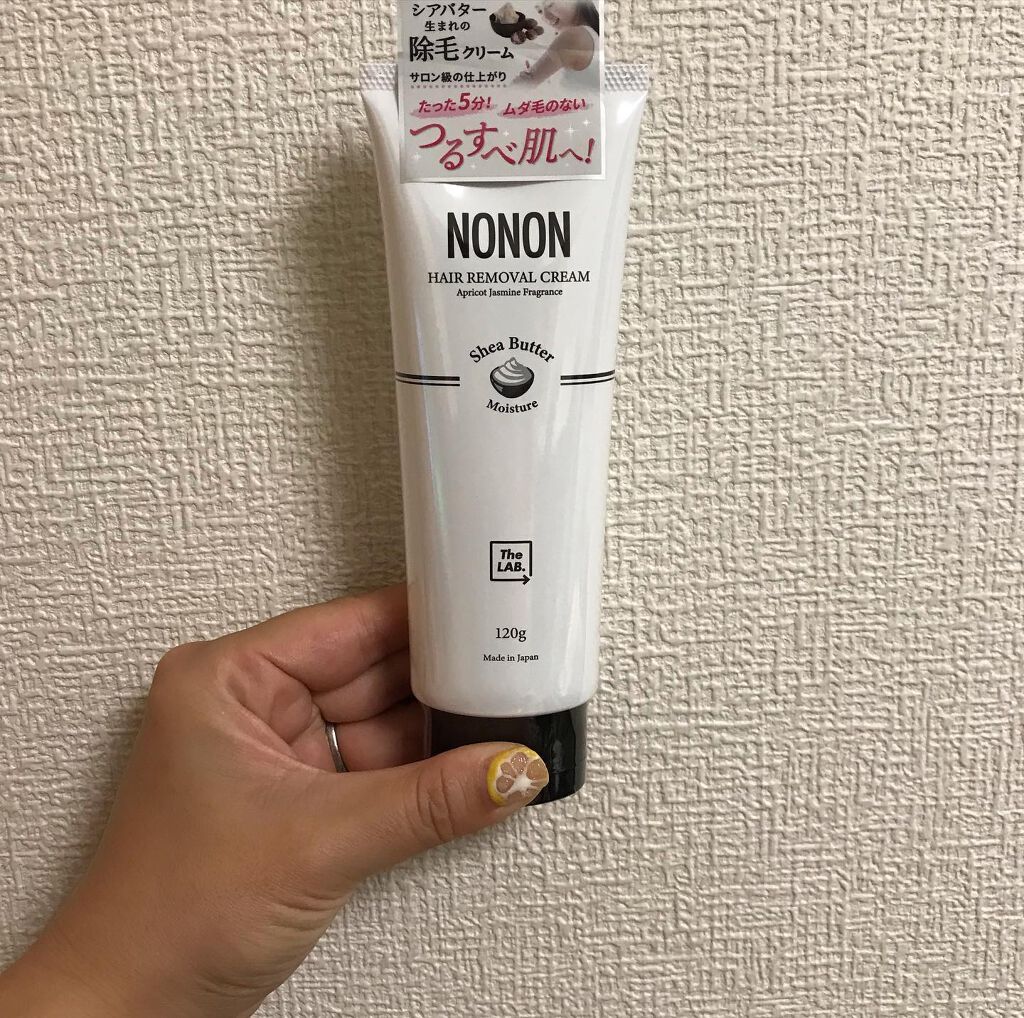 シアバター
生まれの
除毛クリーム
サロン級の仕上がり
たった5分! ムダ毛のない
つるすべ肌へ!
NONON
HAIR REMOVAL CREAM
Apricot Jasmine Fragrance
Shea Butter
Moisture
The
LAB.
120g
Made in Japan